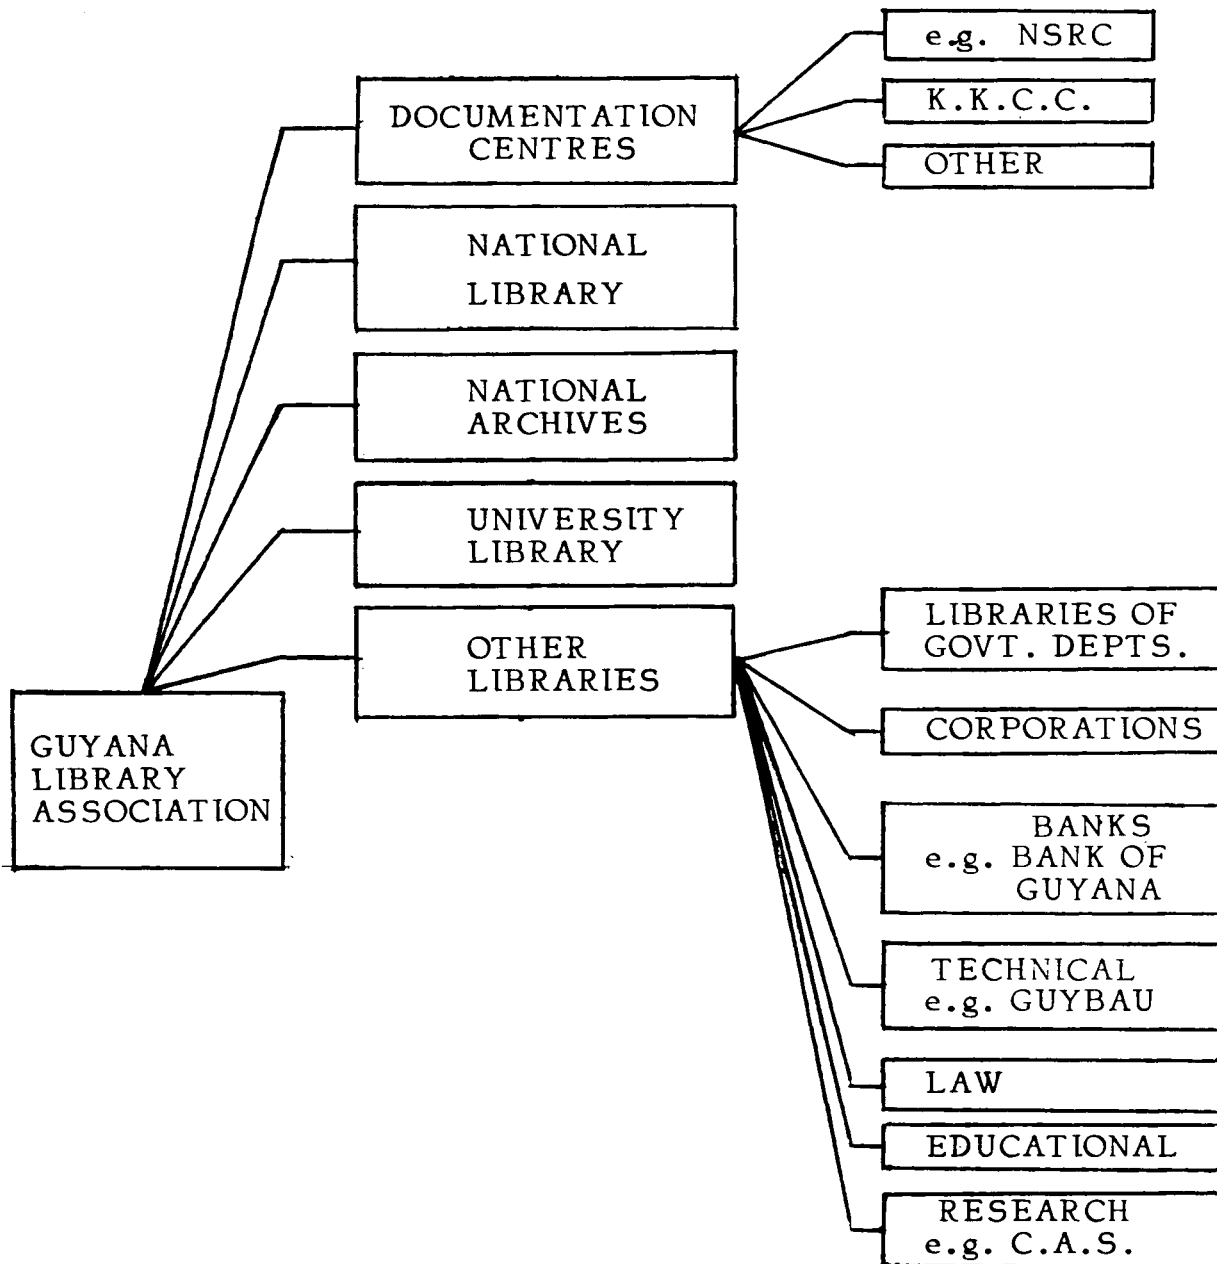 e.g. NSRC
K.K.C.C.
OTHER
DOCUMENTATION
CENTRES
NATIONAL
LIBRARY
NATIONAL
ARCHIVES
UNIVERSITY
LIBRARY
OTHER
LIBRARIES
GUYANA
LIBRARY
ASSOCIATION
LIBRARIES OF
GOVT. DEPTS.
CORPORATIONS
BANKS
e.g. BANK OF
GUYANA
TECHNICAL
e.g. GUYBAU
LAW
EDUCATIONAL
RESEARCH
e.g. C.A.S.